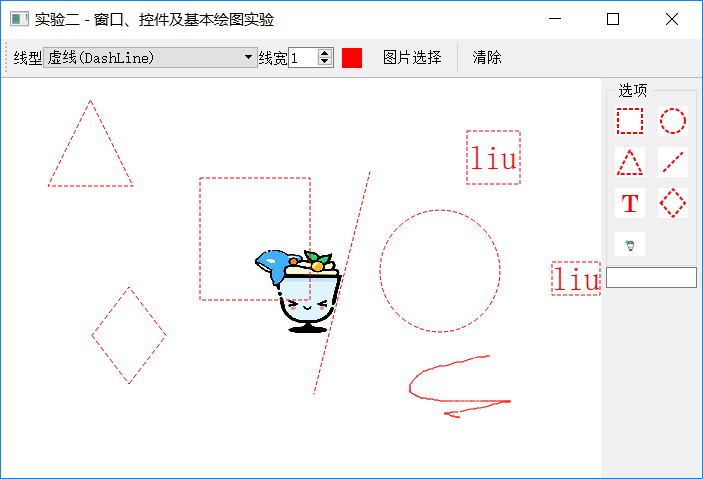 实验二 - 窗口、控件及基本绘图实验
线型 虚线(DashLine) 线宽 1 图片选择 清除
选项
liu
T
liu